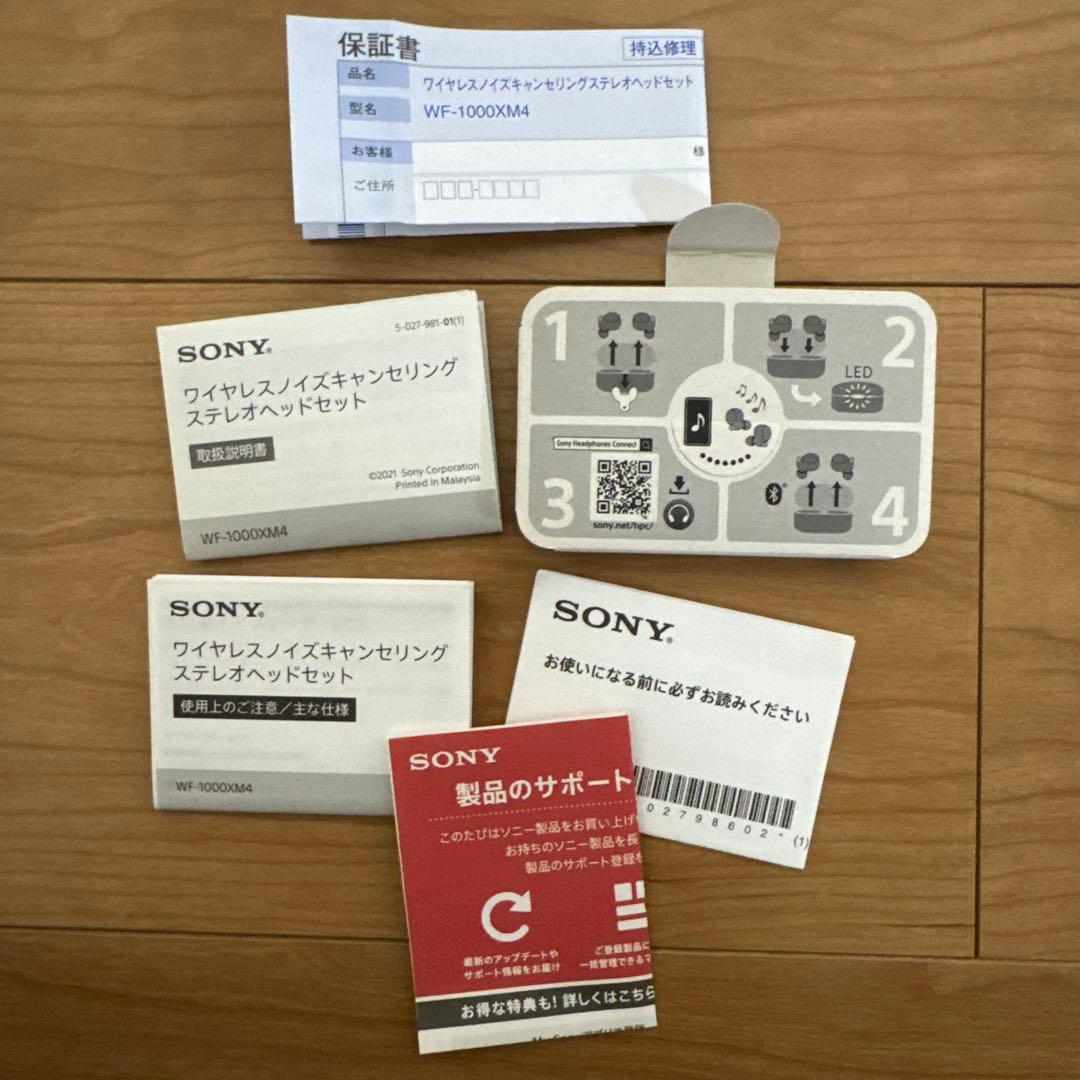 保証書
持込修理
品名
ワイヤレスノイズキャンセリングステレオヘッドセット
型名
WF-1000XM4
お客様
様
ご住所
5-027-981-01(1)
SONY®
ワイヤレスノイズキャンセリング
ステレオヘッドセット
取扱説明書
©2021 Sony Corporation
Printed in Malaysia
WF-1000XM4
1
2
LED
Sony Headphones Connect
3
sony.net/hpc/
4
SONY®
ワイヤレスノイズキャンセリング
ステレオヘッドセット
使用上のご注意/主な仕様
WF-1000XM4
SONY®
お使いになる前に必ずお読みください
02798602*
(1)
SONY
製品のサポート
このたびはソニー製品をお買い上げ
お持ちのソニー製品を長
製品のサポート登録を
最新のアップデートや
サポート情報をお届け
ご登録製品に
一括管理できるマ
お得な特典も!詳しくはこちら